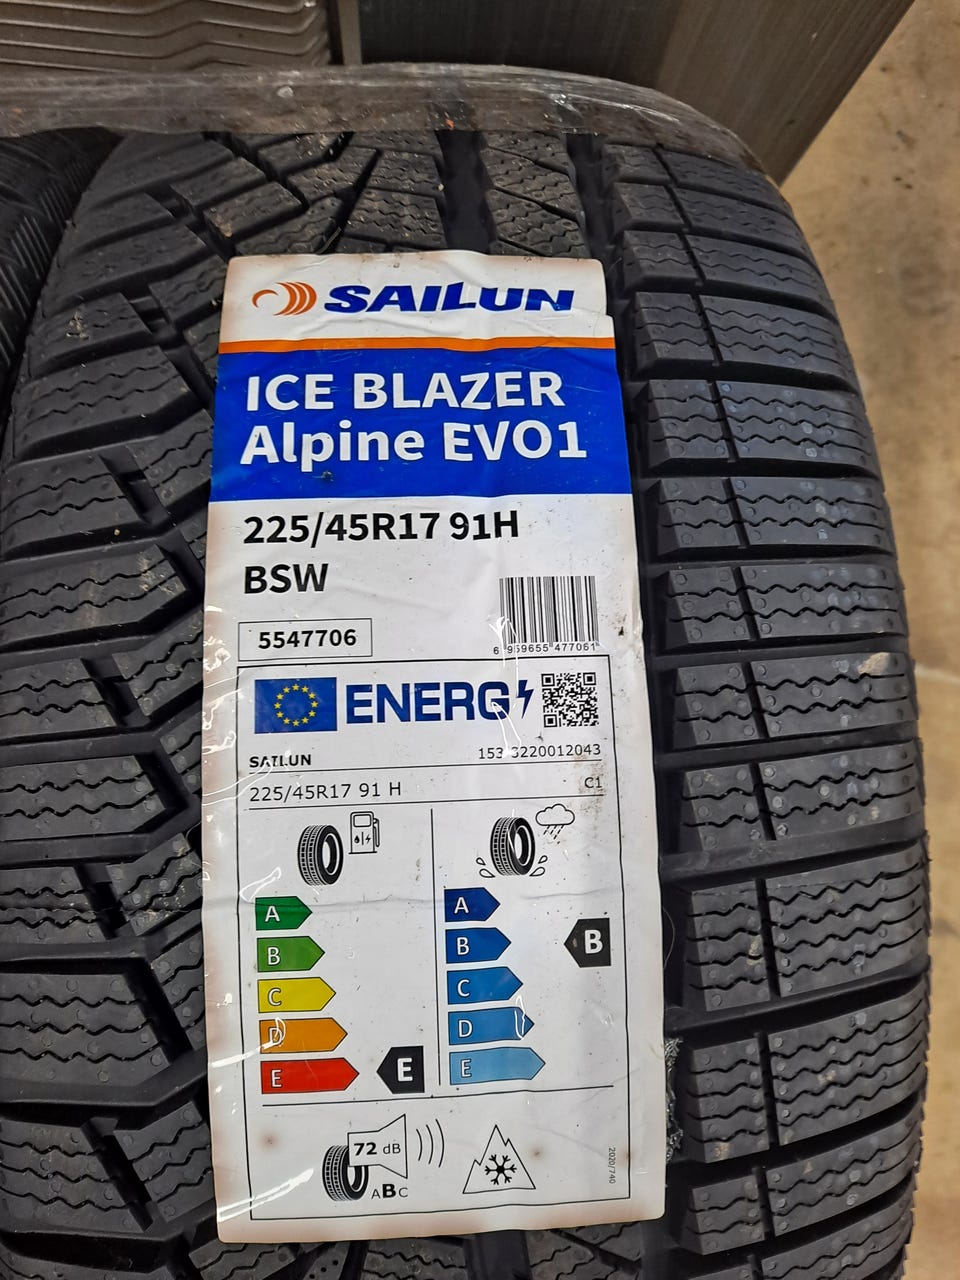 SAILUN
ICE BLAZER
Alpine EVO1
225/45R17 91H
BSW
5547706
6 959655 477061
ENERG
SAILUN
153 3220012043
225/45R17 91 H
C1
A
B
C
D
E
E
A
B
C
D
E
B
72 dB
ABC
2020/740